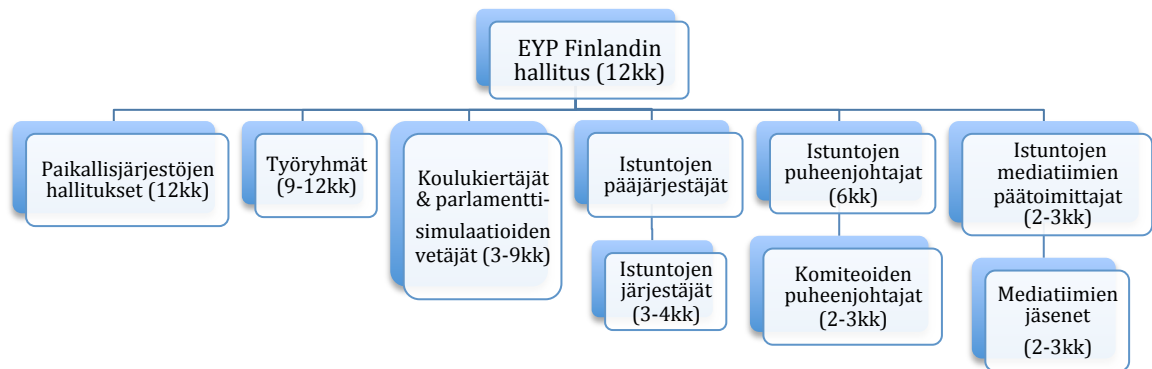 EYP Finlandin
hallitus (12kk)
Paikallisjärjestöjen
hallitukset (12kk)
Työryhmät
(9-12kk)
Koulukiertäjät
& parlamentti-
simulaatioiden
vetäjät (3-9kk)
Istuntojen
pääjärjestäjät
Istuntojen
puheenjohtajat
(6kk)
Istuntojen
mediatiimien
päätoimittajat
(2-3kk)
Istuntojen
järjestäjät
(3-4kk)
Komiteoiden
puheenjohtajat
(2-3kk)
Mediatiimien
jäsenet
(2-3kk)